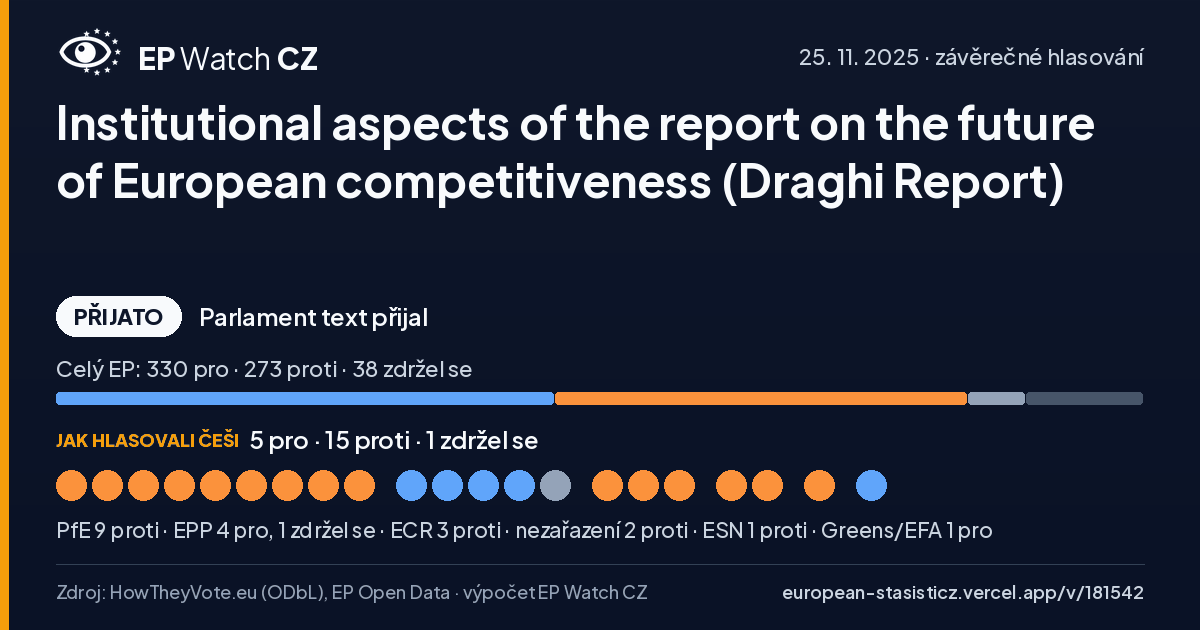 EP Watch CZ
25. 11. 2025 · závěrečné hlasování
Institutional aspects of the report on the future
of European competitiveness (Draghi Report)
PŘIJATO
Parlament text přijal
Celý EP: 330 pro · 273 proti · 38 zdržel se
JAK HLASOVALI ČEŠI 5 pro · 15 proti · 1 zdržel se
PfE 9 proti · EPP 4 pro, 1 zdržel se · ECR 3 proti · nezařazení 2 proti · ESN 1 proti · Greens/EFA 1 pro
Zdroj: HowTheyVote.eu (ODbL), EP Open Data · výpočet EP Watch CZ
european-stasisticz.vercel.app/v/181542